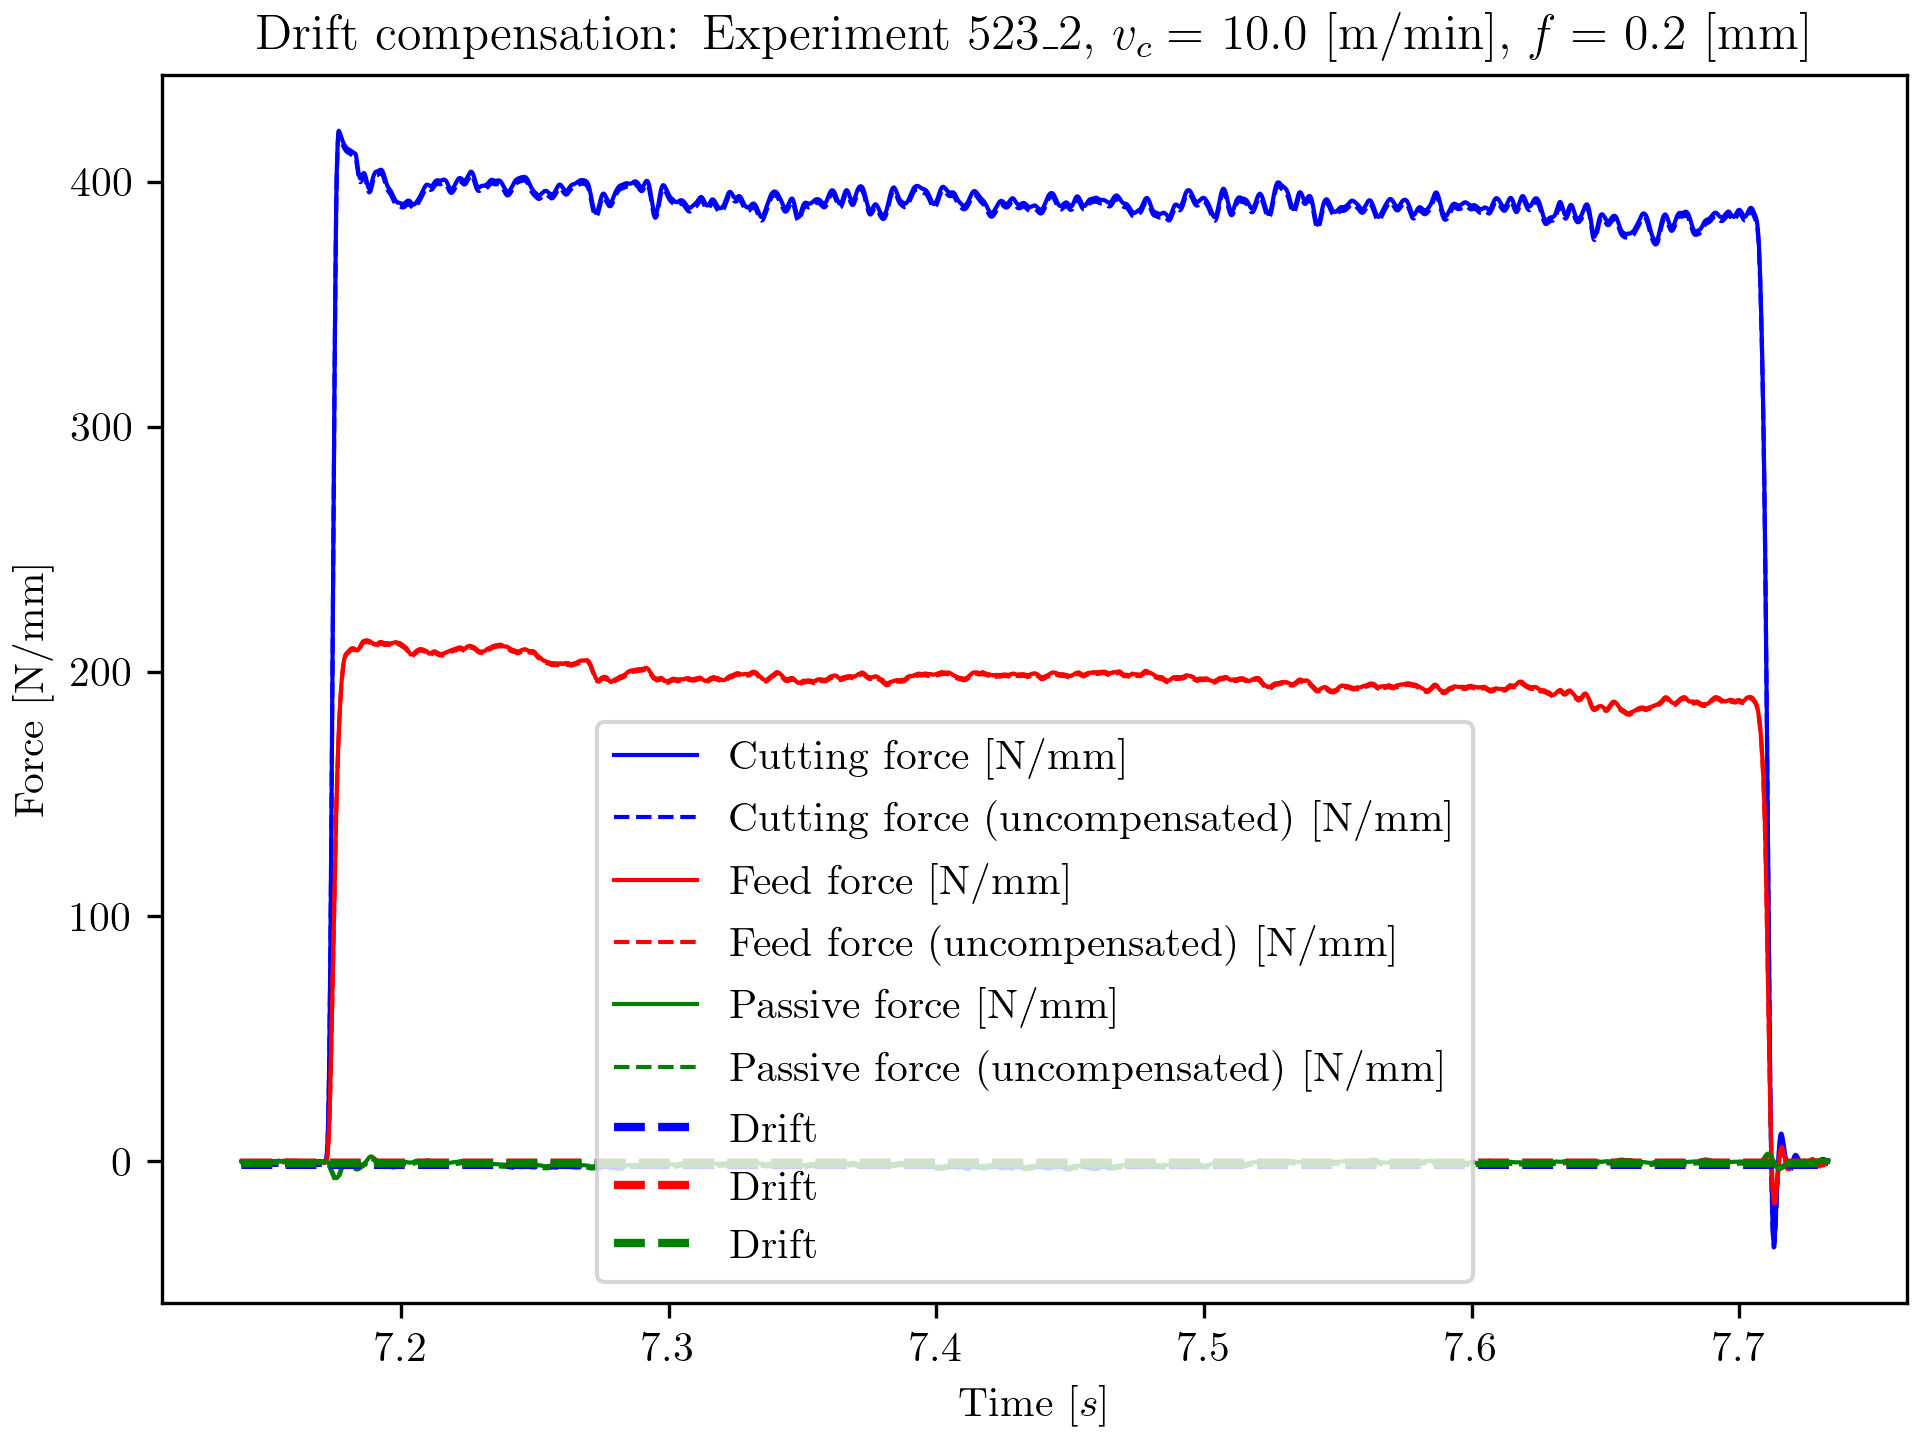 Drift compensation: Experiment 523_2, v_c = 10.0 [m/min], f = 0.2 [mm]
Force [N/mm]
400
300
200
100
0
Cutting force [N/mm]
Cutting force (uncompensated) [N/mm]
Feed force [N/mm]
Feed force (uncompensated) [N/mm]
Passive force [N/mm]
Passive force (uncompensated) [N/mm]
Drift
Drift
Drift
7.2 7.3 7.4 7.5 7.6 7.7
Time [s]